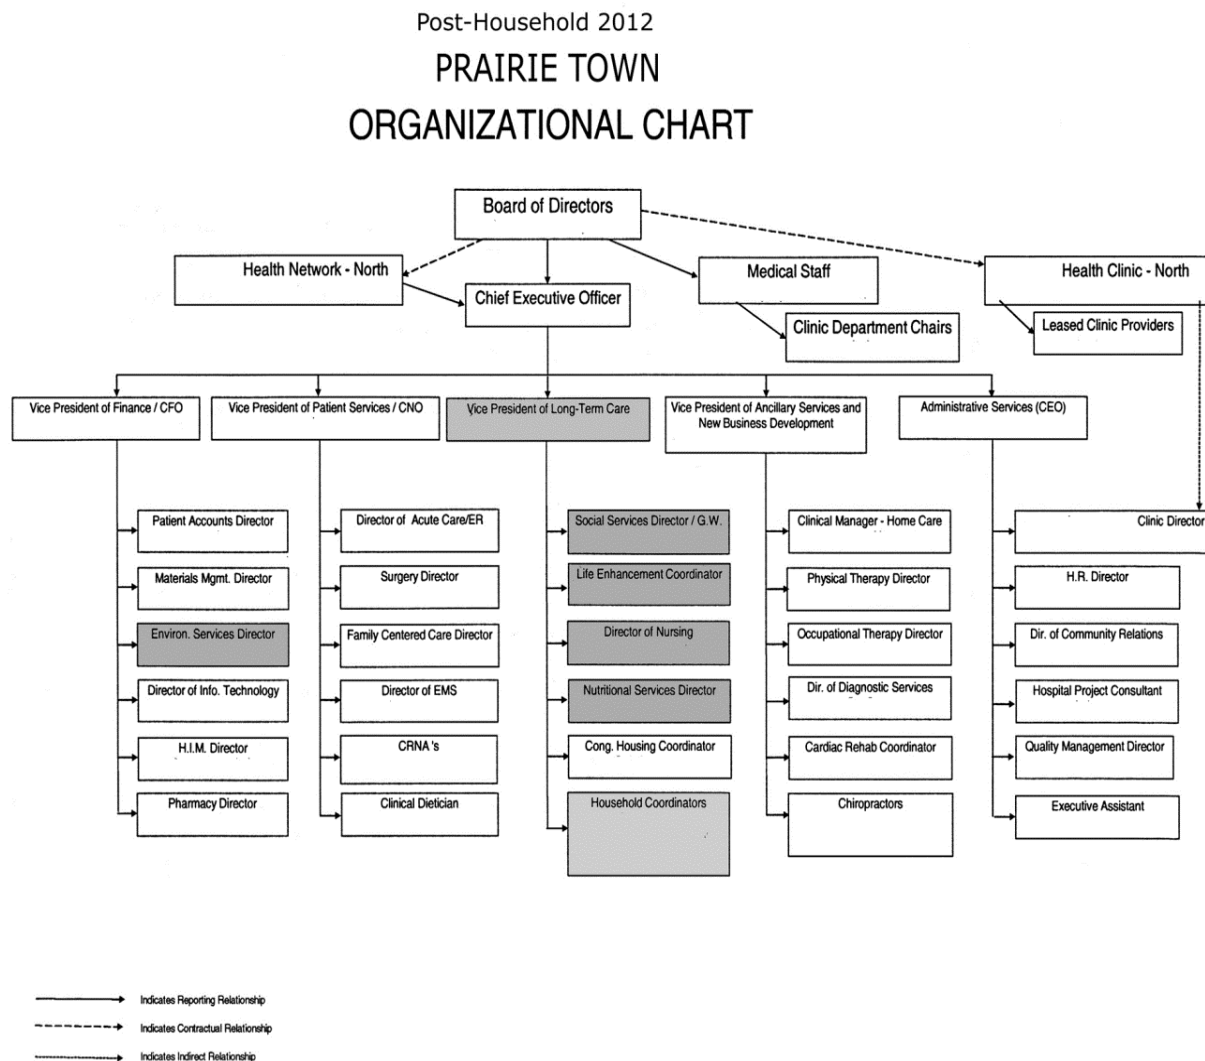 Post-Household 2012
PRAIRIE TOWN
ORGANIZATIONAL CHART
Board of Directors
Health Network - North
Medical Staff
Health Clinic - North
Chief Executive Officer
Clinic Department Chairs
Leased Clinic Providers
Vice President of Finance / CFO
Vice President of Patient Services / CNO
Vice President of Long-Term Care
Vice President of Ancillary Services and
New Business Development
Administrative Services (CEO)
Patient Accounts Director
Materials Mgmt. Director
Environ. Services Director
Director of Info. Technology
H.I.M. Director
Pharmacy Director
Director of Acute Care/ER
Surgery Director
Family Centered Care Director
Director of EMS
CRNA 's
Clinical Dietician
Social Services Director / G.W.
Life Enhancement Coordinator
Director of Nursing
Nutritional Services Director
Cong. Housing Coordinator
Household Coordinators
Clinical Manager - Home Care
Physical Therapy Director
Occupational Therapy Director
Dir. of Diagnostic Services
Cardiac Rehab Coordinator
Chiropractors
Clinic Director
H.R. Director
Dir. of Community Relations
Hospital Project Consultant
Quality Management Director
Executive Assistant
Indicates Reporting Relationship
Indicates Contractual Relationship
Indicates Indirect Relationship